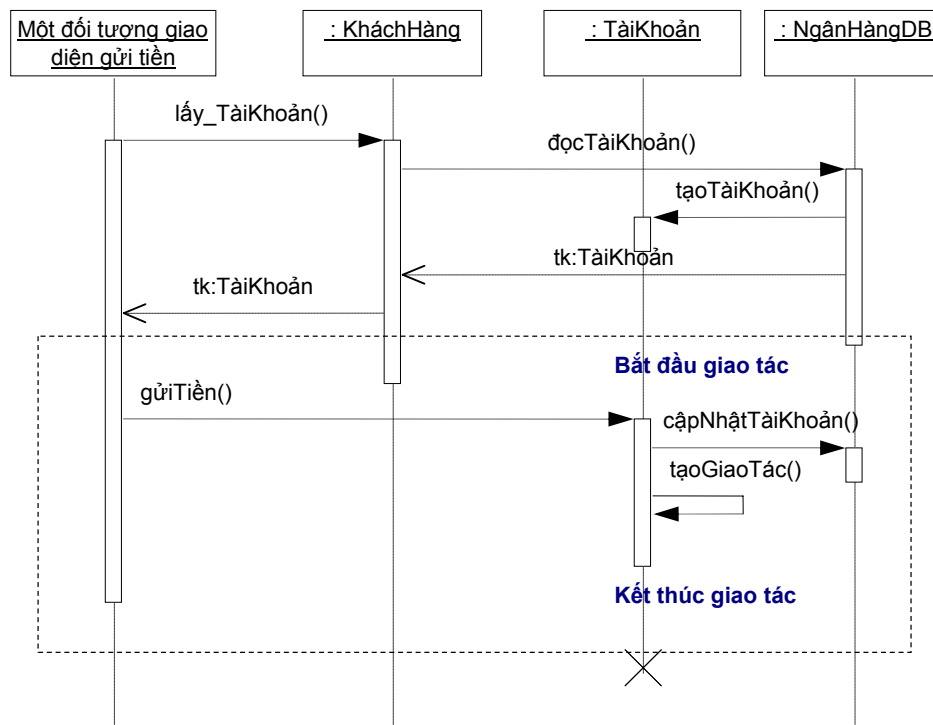 Một đối tượng giao
diện gửi tiền
: KháchHàng
: TàiKhoản
: NgânHàngDB
lấy_TàiKhoản()
đọcTàiKhoản()
tạoTàiKhoản()
tk:TàiKhoản
tk:TàiKhoản
Bắt đầu giao tác
gửiTiền()
cậpNhậtTàiKhoản()
tạoGiaoTác()
Kết thúc giao tác